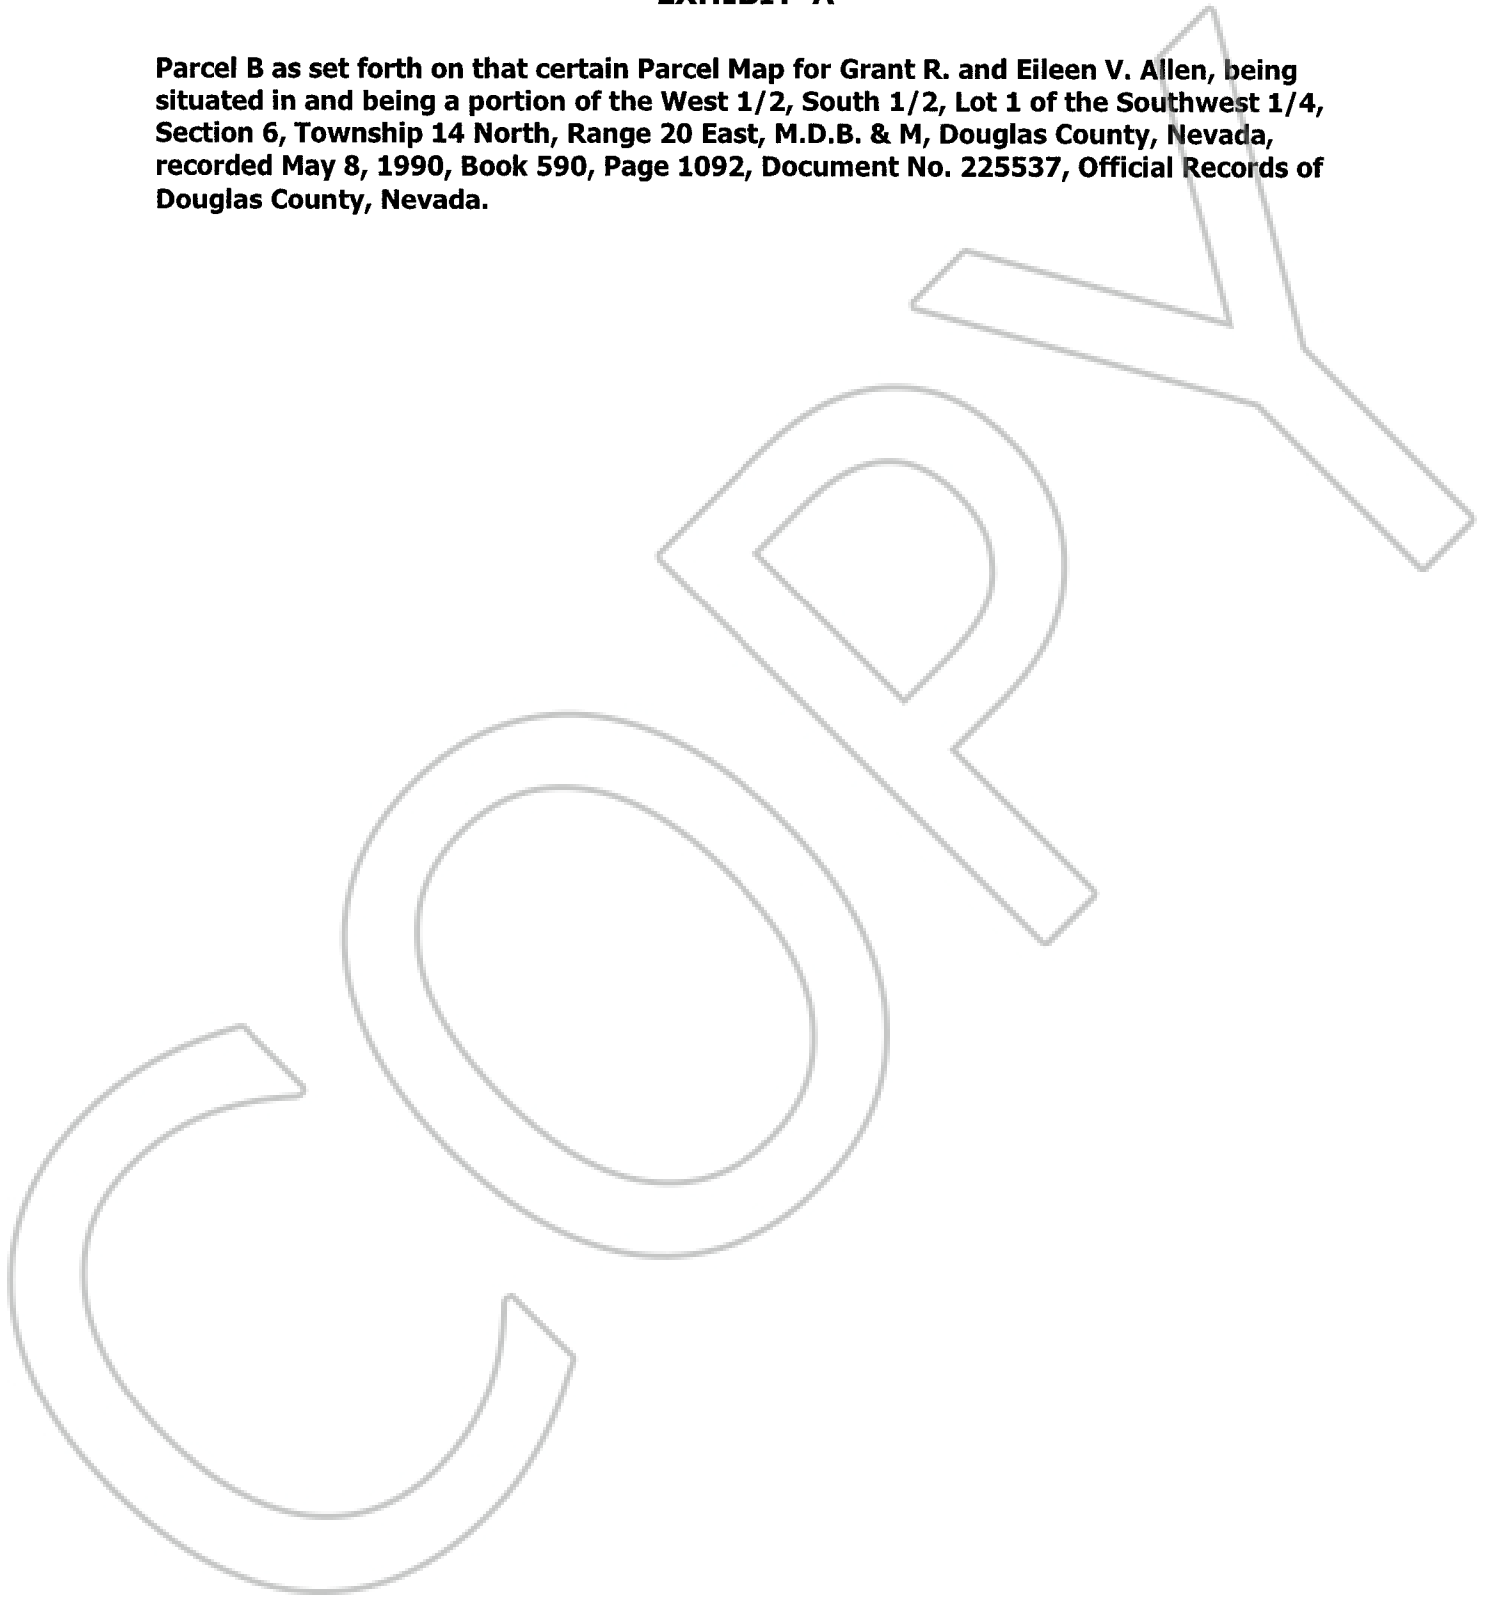 EXHIBIT A
Parcel B as set forth on that certain Parcel Map for Grant R. and Eileen V. Allen, being
situated in and being a portion of the West 1/2, South 1/2, Lot 1 of the Southwest 1/4,
Section 6, Township 14 North, Range 20 East, M.D.B. & M, Douglas County, Nevada,
recorded May 8, 1990, Book 590, Page 1092, Document No. 225537, Official Records of
Douglas County, Nevada.
COPY